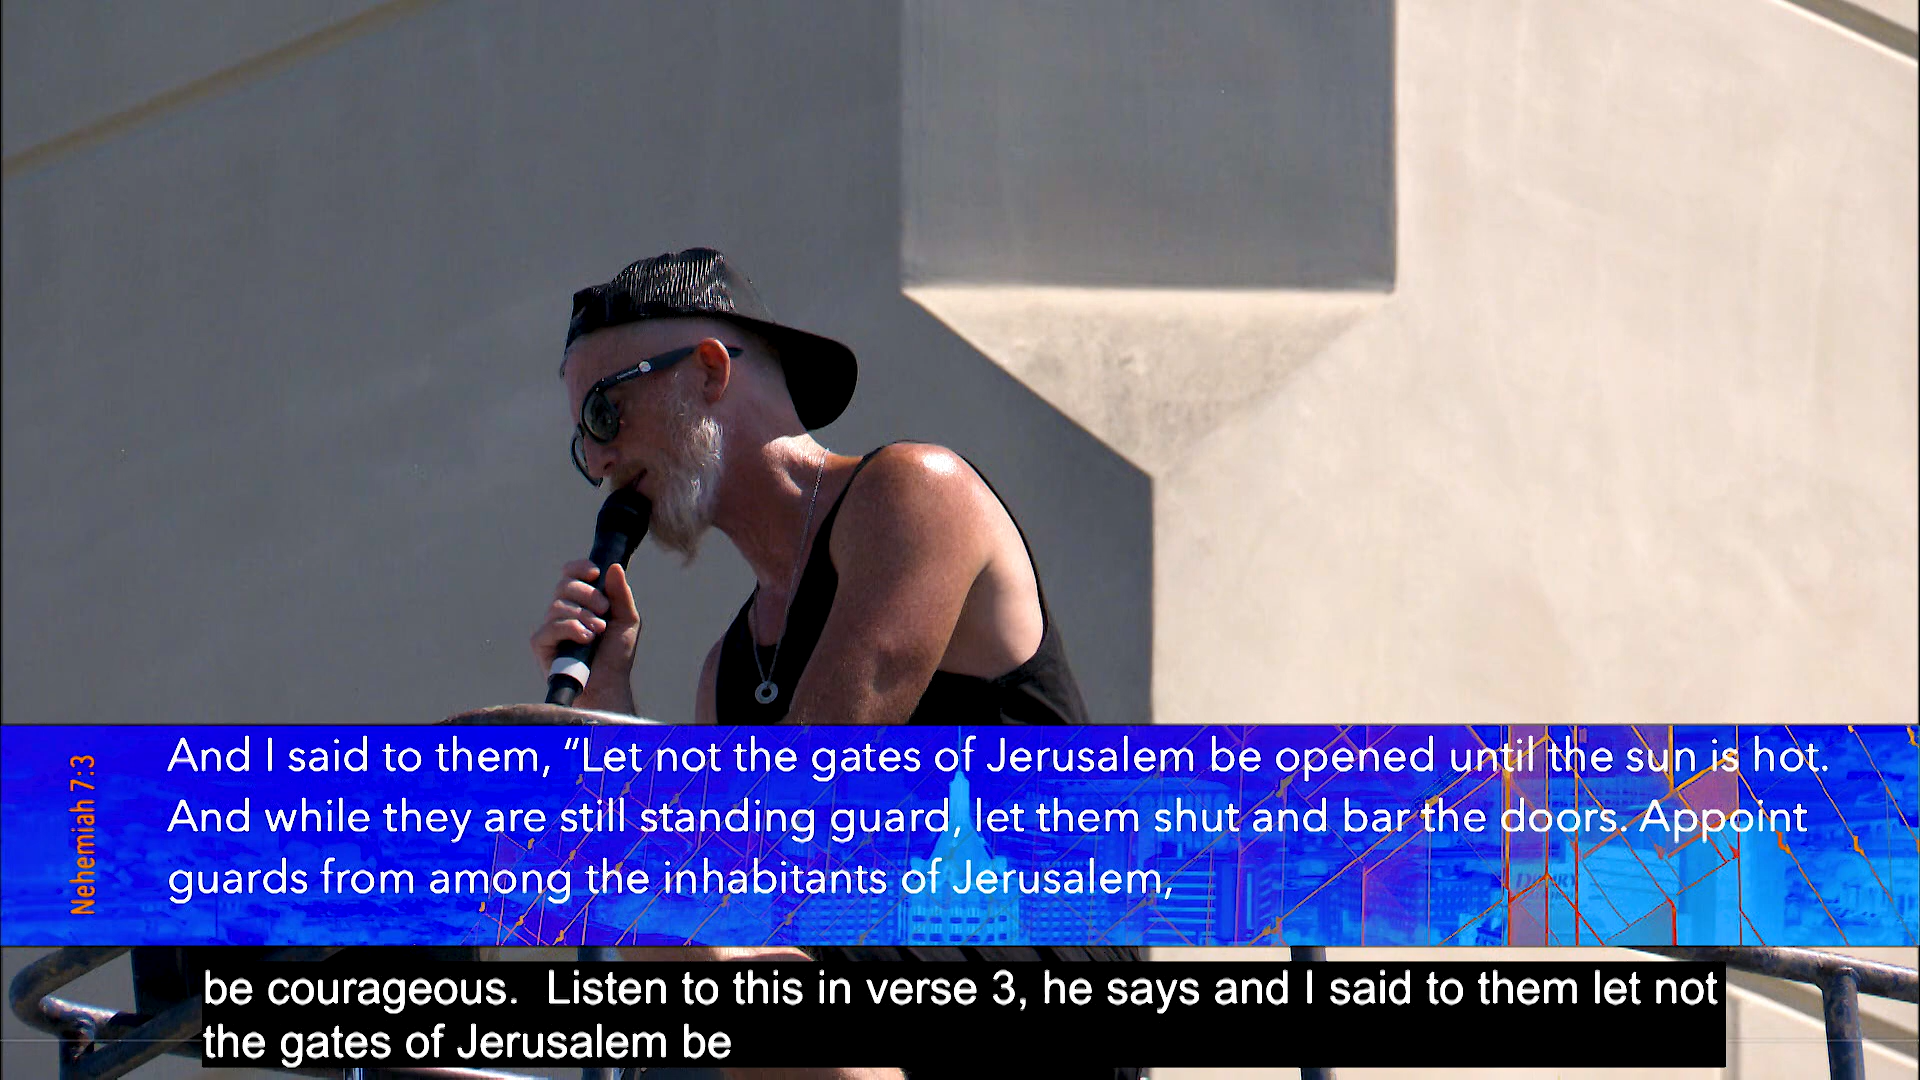 Nehemiah 7:3
And I said to them, “Let not the gates of Jerusalem be opened until the sun is hot.
And while they are still standing guard, let them shut and bar the doors. Appoint
guards from among the inhabitants of Jerusalem,
be courageous.  Listen to this in verse 3, he says and I said to them let not
the gates of Jerusalem be